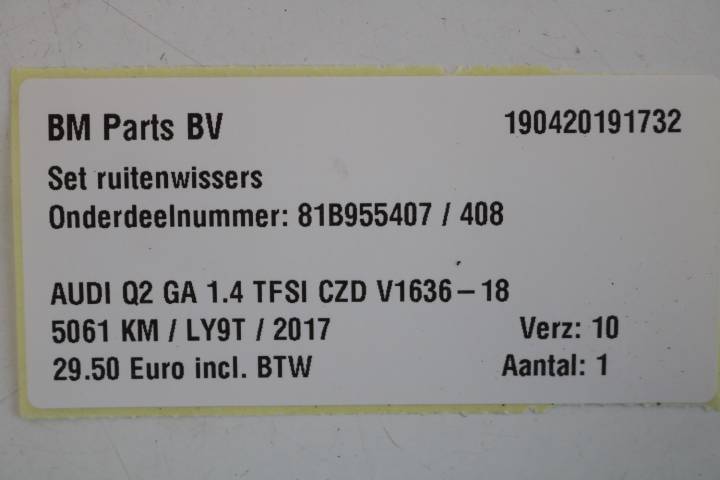 BM Parts BV 190420191732
Set ruitenwissers
Onderdeelnummer: 81B955407 / 408
AUDI Q2 GA 1.4 TFSI CZD V1636-18
5061 KM / LY9T / 2017 Verz: 10
29.50 Euro incl. BTW Aantal: 1